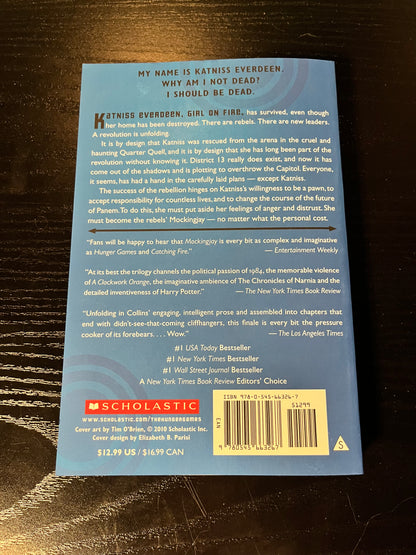 MY NAME IS KATNISS EVERDEEN.
WHY AM I NOT DEAD?
I SHOULD BE DEAD.
KATNISS EVERDEEN, GIRL ON FIRE, has survived, even though
her home has been destroyed. There are rebels. There are new leaders.
A revolution is unfolding.
It is by design that Katniss was rescued from the arena in the cruel and
haunting Quarter Quell, and it is by design that she has long been part of the
revolution without knowing it. District 13 really does exist, and now it has
come out of the shadows and is plotting to overthrow the Capitol. Everyone,
it seems, has had a hand in the carefully laid plans — except Katniss.
The success of the rebellion hinges on Katniss's willingness to be a pawn, to
accept responsibility for countless lives, and to change the course of the future
of Panem. To do this, she must put aside her feelings of anger and distrust. She
must become the rebels' Mockingjay — no matter what the personal cost.
"Fans will be happy to hear that Mockingjay is every bit as complex and imaginative
as Hunger Games and Catching Fire." — Entertainment Weekly
"At its best the trilogy channels the political passion of 1984, the memorable violence
of A Clockwork Orange, the imaginative ambience of The Chronicles of Narnia and the
detailed inventiveness of Harry Potter." — The New York Times Book Review
"Unfolding in Collins' engaging, intelligent prose and assembled into chapters that
end with didn't-see-that-coming cliffhangers, this finale is every bit the pressure
cooker of its forebears. . . . Wow." — The Los Angeles Times
#1 USA Today Bestseller
#1 New York Times Bestseller
#1 Wall Street Journal Bestseller
A New York Times Book Review Editors' Choice
SCHOLASTIC
www.scholastic.com/thehungergames
Cover art by Tim O'Brien, © 2010 Scholastic Inc.
Cover design by Elizabeth B. Parisi
$12.99 US / $16.99 CAN
ISBN 978-0-545-66326-7
51299
EAN
9 780545 663267
S